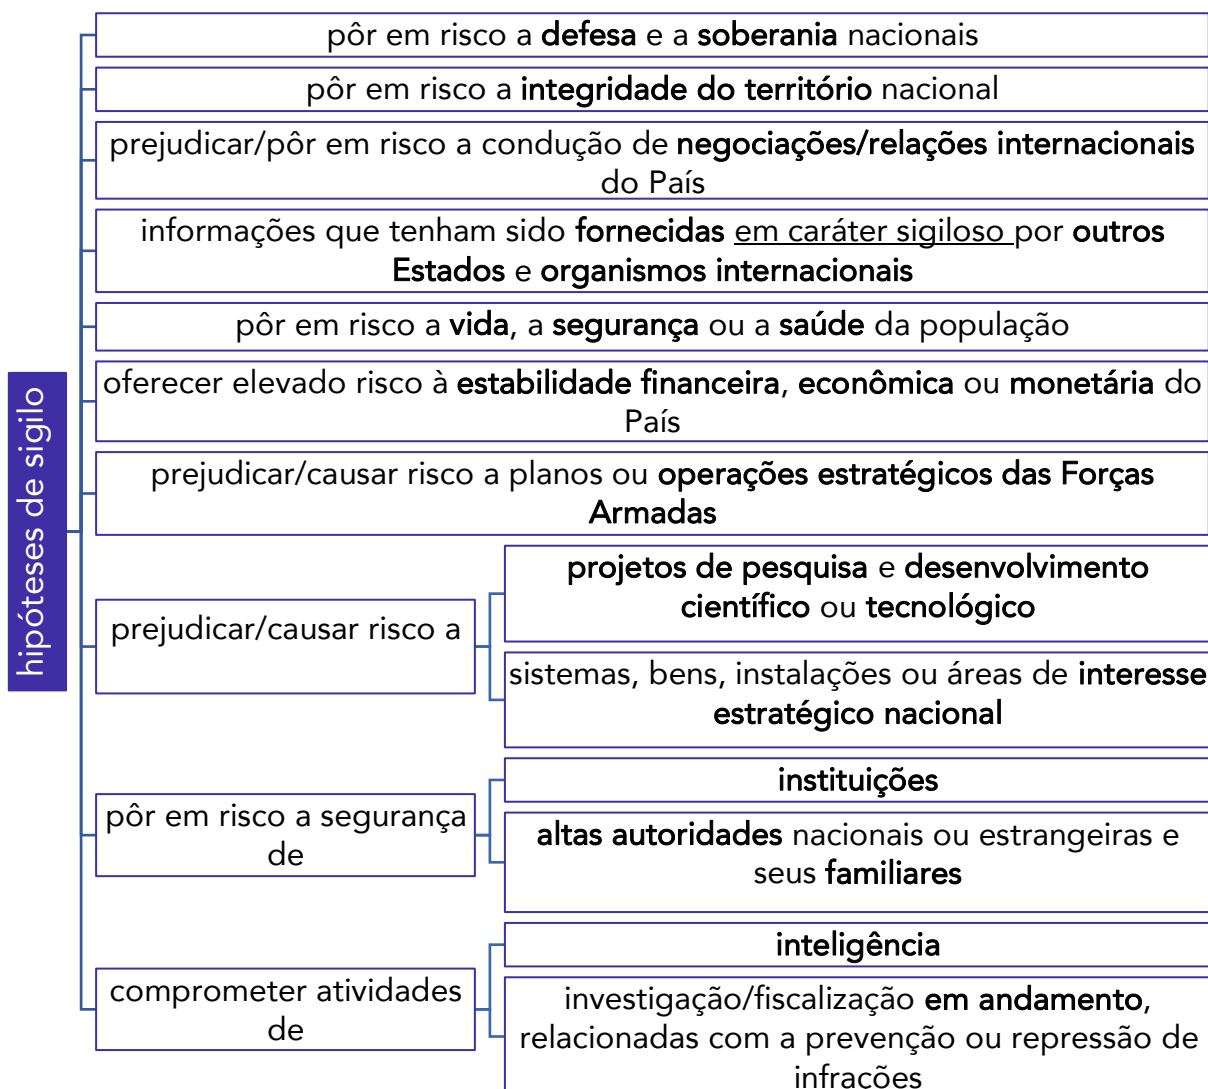 hipóteses de sigilo
pôr em risco a defesa e a soberania nacionais
pôr em risco a integridade do território nacional
prejudicar/pôr em risco a condução de negociações/relações internacionais
do País
informações que tenham sido fornecidas em caráter sigiloso por outros
Estados e organismos internacionais
pôr em risco a vida, a segurança ou a saúde da população
oferecer elevado risco à estabilidade financeira, econômica ou monetária do
País
prejudicar/causar risco a planos ou operações estratégicos das Forças
Armadas
prejudicar/causar risco a
projetos de pesquisa e desenvolvimento
científico ou tecnológico
sistemas, bens, instalações ou áreas de interesse
estratégico nacional
pôr em risco a segurança
de
instituições
altas autoridades nacionais ou estrangeiras e
seus familiares
comprometer atividades
de
inteligência
investigação/fiscalização em andamento,
relacionadas com a prevenção ou repressão de
infrações